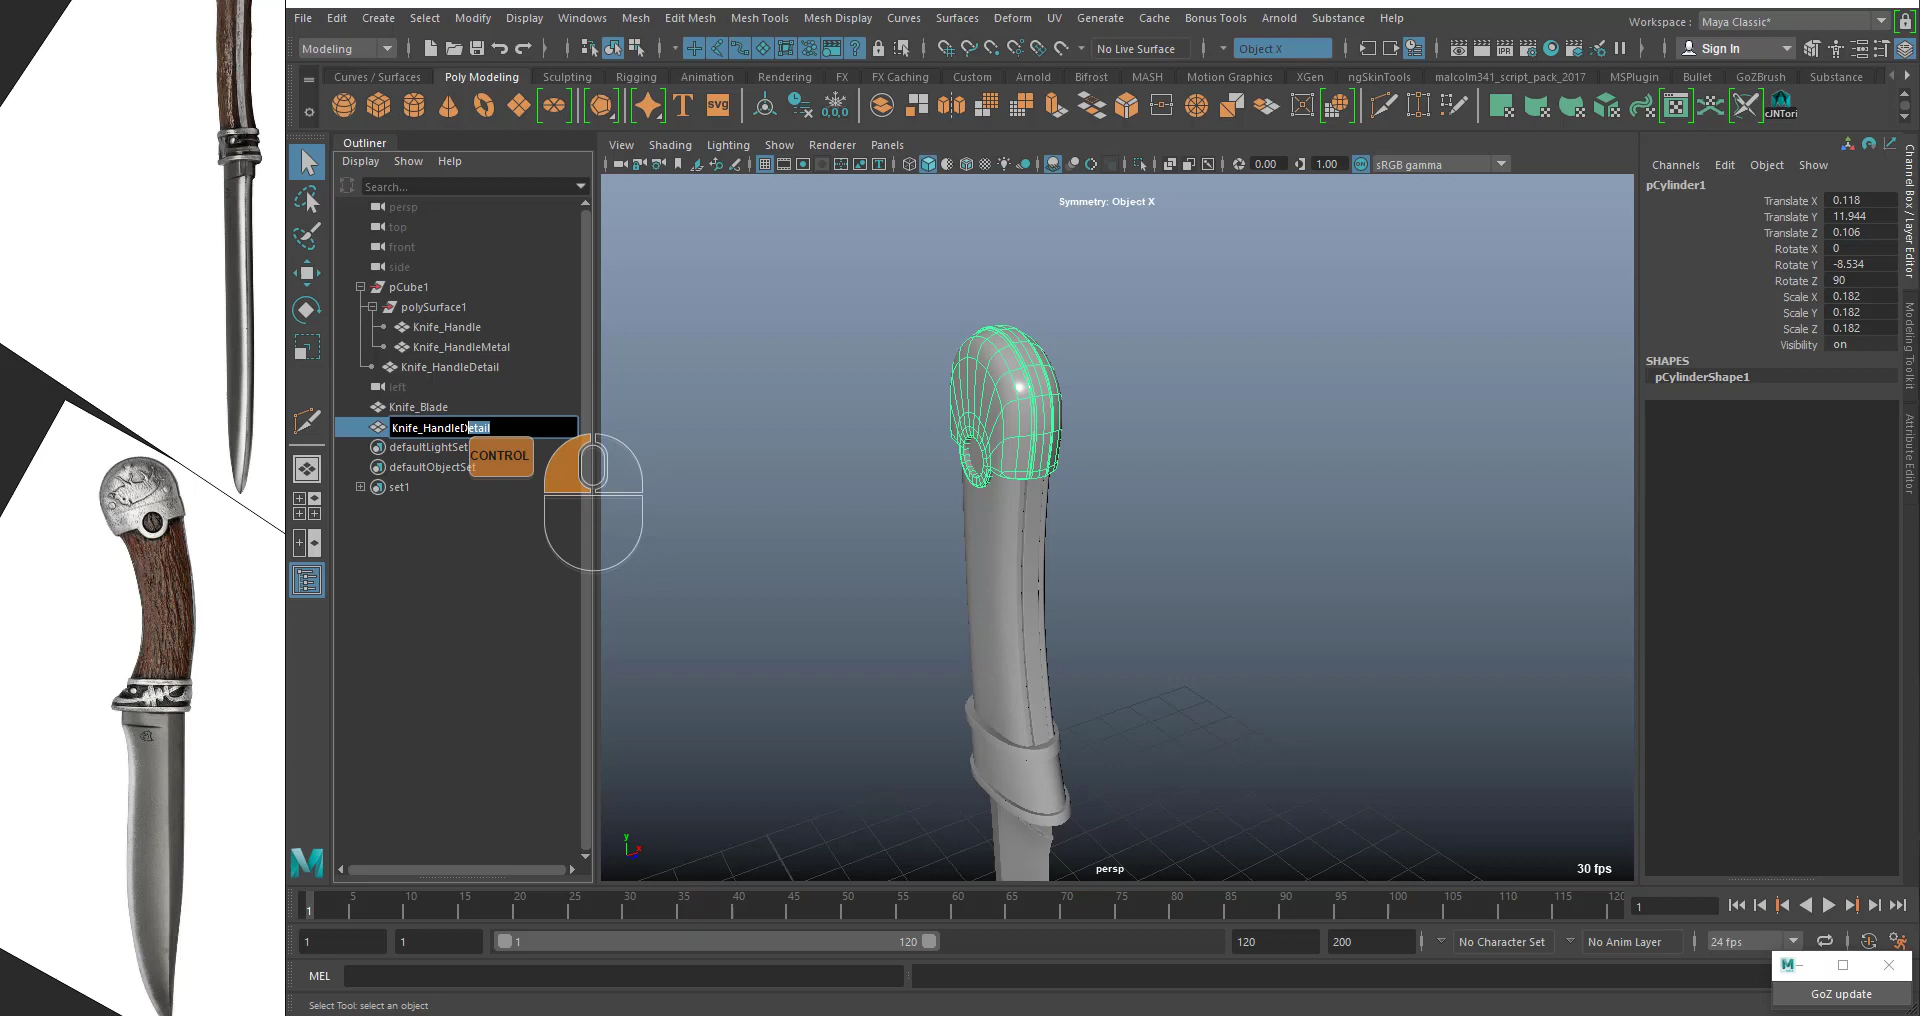 File Edit Create Select Modify Display Windows Mesh Edit Mesh Mesh Tools Mesh Display Curves Surfaces Deform UV Generate Cache Bonus Tools Arnold Substance Help
Workspace : Maya Classic*
Modeling No Live Surface Object X IPR Sign In
Curves / Surfaces Poly Modeling Sculpting Rigging Animation Rendering FX FX Caching Custom Arnold Bifrost MASH Motion Graphics XGen ngSkinTools malcolm341_script_pack_2017 MSPlugin Bullet GoZBrush Substance
T SVG 0,0,0 cJNTori
Outliner
Display Show Help
Search...
persp
top
front
side
pCube1
polySurface1
Knife_Handle
Knife_HandleMetal
Knife_HandleDetail
left
Knife_Blade
Knife_HandleDetail
defaultLightSet
defaultObjectSet
set1
CONTROL
View Shading Lighting Show Renderer Panels
0.00 1.00 ON sRGB gamma
Symmetry: Object X
y
x
persp
30 fps
Channels Edit Object Show
pCylinder1
Translate X 0.118
Translate Y 11.944
Translate Z 0.106
Rotate X 0
Rotate Y -8.534
Rotate Z 90
Scale X 0.182
Scale Y 0.182
Scale Z 0.182
Visibility on
SHAPES
pCylinderShape1
Channel Box / Layer Editor
Modeling Toolkit
Attribute Editor
5 10 15 20 25 30 35 40 45 50 55 60 65 70 75 80 85 90 95 100 105 110 115 120
1 1
1 1 1 120 120 200 No Character Set No Anim Layer 24 fps
MEL
Select Tool: select an object
GoZ update